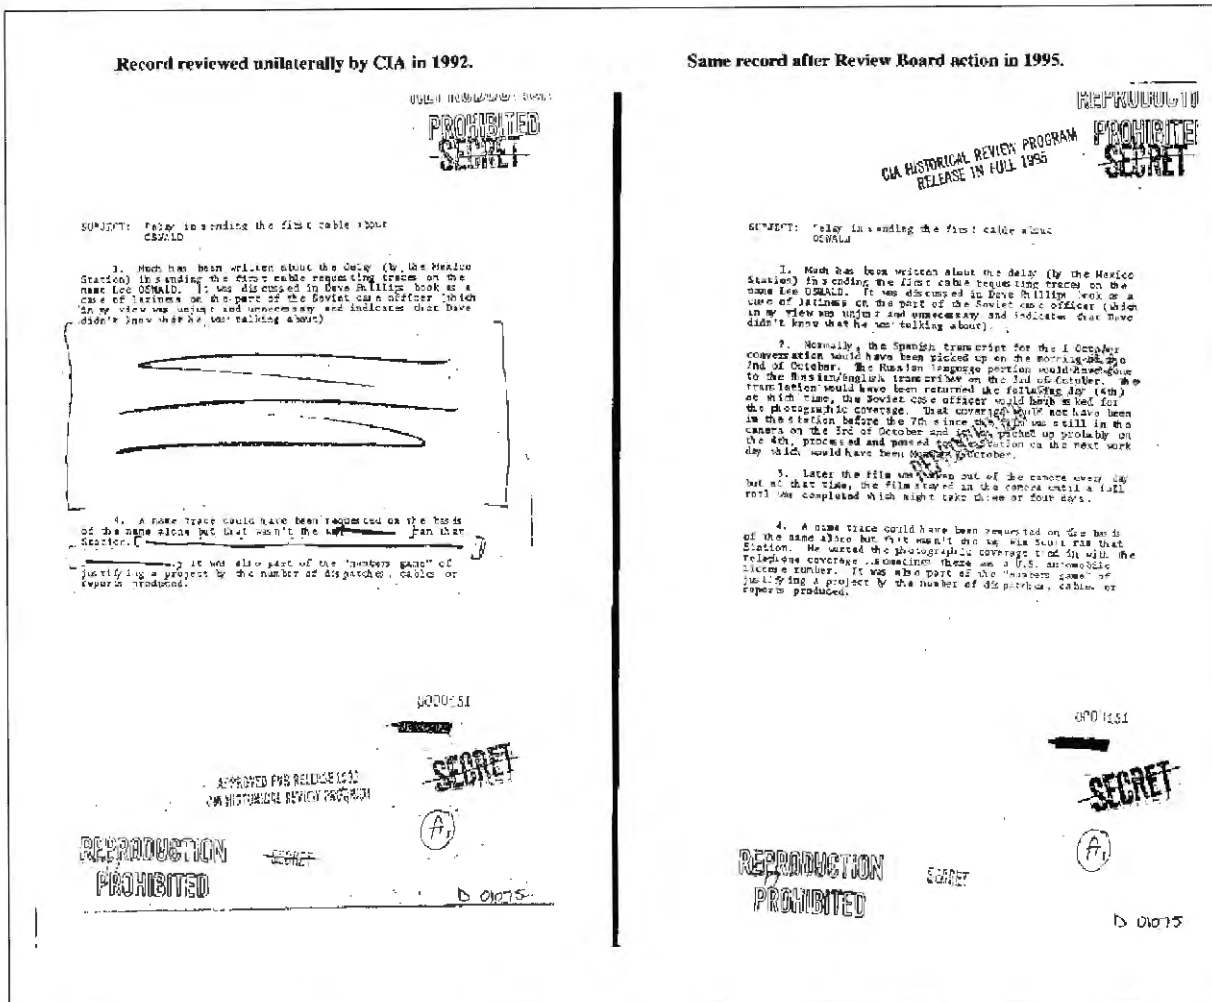 Record reviewed unilaterally by CIA in 1992.
PROHIBITED
SECRET
SUBJECT: Delay in sending the first cable about
OSWALD
1. Much has been written about the delay (by the Mexico
Station) in sending the first cable requesting traces on the
name Lee OSWALD. It was discussed in Dave Phillips book as a
case of laziness on the part of the Soviet case officer (which
in my view was unjust and unnecessary and indicates that Dave
didn't know what he was talking about).
4. A name trace could have been requested on the basis
of the name alone but that wasn't the way ran that
Station.
It was also part of the "numbers game" of
justifying a project by the number of dispatches, cables or
reports produced.
APPROVED FOR RELEASE 1992
CIA HISTORICAL REVIEW PROGRAM
SECRET
A
REPRODUCTION
PROHIBITED
SECRET
D 01075
Same record after Review Board action in 1995.
REPRODUCTIO
PROHIBITE
SECRET
CIA HISTORICAL REVIEW PROGRAM
RELEASE IN FULL 1995
SUBJECT: Delay in sending the first cable about
OSWALD
1. Much has been written about the delay (by the Mexico
Station) in sending the first cable requesting traces on the
name Lee OSWALD. It was discussed in Dave Phillips book as a
case of laziness on the part of the Soviet case officer (which
in my view was unjust and unnecessary and indicates that Dave
didn't know what he was talking about).
2. Normally, the Spanish transcript for the 1 October
conversation would have been picked up on the morning of the
2nd of October. The Russian language portion would have gone
to the Russian/English transcriber on the 3rd of October. The
translation would have been returned the following day (4th)
at which time, the Soviet case officer would have asked for
the photographic coverage. That coverage would not have been
in the station before the 7th since the film was still in the
camera on the 3rd of October and picked up probably on
the 4th, processed and passed to station on the next work
day which would have been October.
3. Later the film was taken out of the camera every day
but at that time, the film stayed in the camera until a full
roll was completed which might take three or four days.
4. A name trace could have been requested on the basis
of the name alone but that wasn't the way Win Scott ran that
Station. He wanted the photographic coverage tied in with the
telephone coverage ..sometimes there was a U.S. automobile
license number. It was also part of the "numbers game" of
justifying a project by the number of dispatches, cables or
reports produced.
SECRET
A
REPRODUCTION
PROHIBITED
SECRET
D 01075